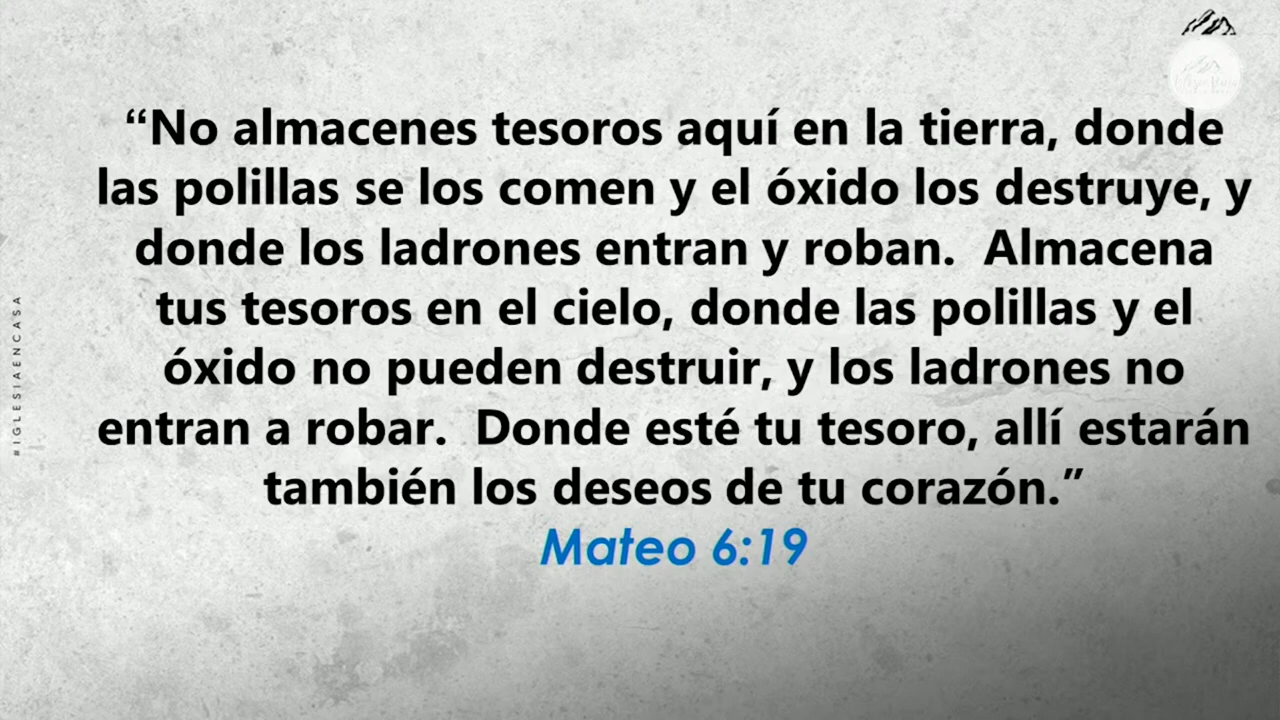 “No almacenes tesoros aquí en la tierra, donde
las polillas se los comen y el óxido los destruye, y
donde los ladrones entran y roban.  Almacena
tus tesoros en el cielo, donde las polillas y el
óxido no pueden destruir, y los ladrones no
entran a robar.  Donde esté tu tesoro, allí estarán
también los deseos de tu corazón.”
Mateo 6:19
#IGLESIAENCASA